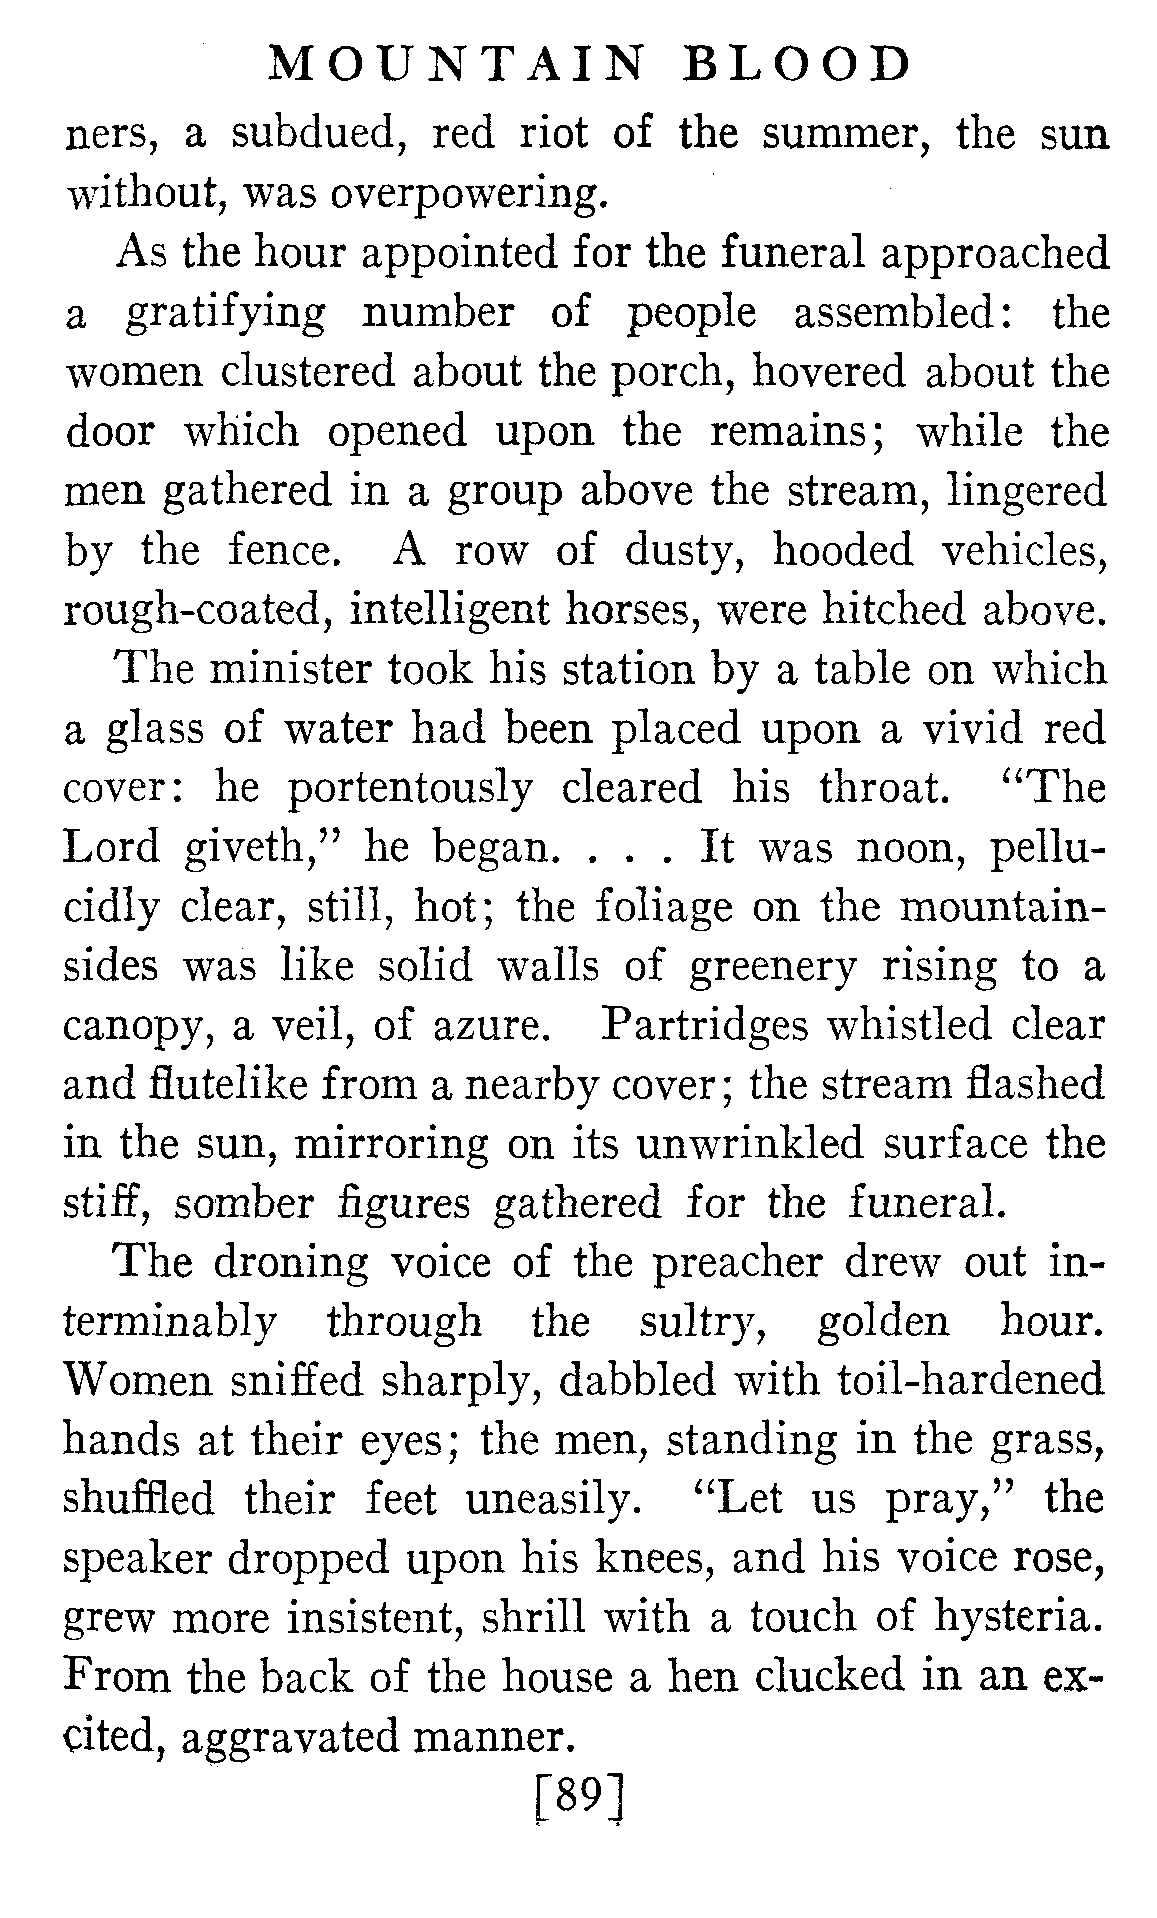 MOUNTAIN BLOOD
ners, a subdued, red riot of the summer, the sun
without, was overpowering.
As the hour appointed for the funeral approached
a gratifying number of people assembled: the
women clustered about the porch, hovered about the
door which opened upon the remains; while the
men gathered in a group above the stream, lingered
by the fence. A row of dusty, hooded vehicles,
rough-coated, intelligent horses, were hitched above.
The minister took his station by a table on which
a glass of water had been placed upon a vivid red
cover: he portentously cleared his throat. “The
Lord giveth,” he began. . . . It was noon, pellu-
cidly clear, still, hot; the foliage on the mountain-
sides was like solid walls of greenery rising to a
canopy, a veil, of azure. Partridges whistled clear
and flutelike from a nearby cover; the stream flashed
in the sun, mirroring on its unwrinkled surface the
stiff, somber figures gathered for the funeral.
The droning voice of the preacher drew out in-
terminably through the sultry, golden hour.
Women sniffed sharply, dabbled with toil-hardened
hands at their eyes; the men, standing in the grass,
shuffled their feet uneasily. “Let us pray,” the
speaker dropped upon his knees, and his voice rose,
grew more insistent, shrill with a touch of hysteria.
From the back of the house a hen clucked in an ex-
cited, aggravated manner.
[89]